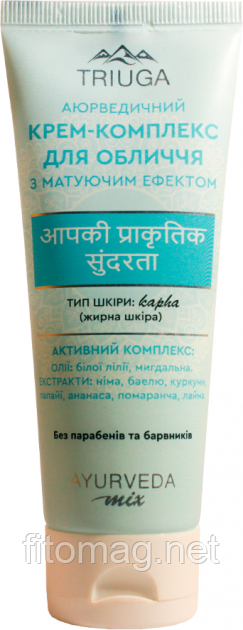 TRIUGA
АЮРВЕДИЧНИЙ
КРЕМ-КОМПЛЕКС
ДЛЯ ОБЛИЧЧЯ
З МАТУЮЧИМ ЕФЕКТОМ
आपकी प्राकृतिक
सुंदरता
ТИП ШКІРИ: kapha
(жирна шкіра)
АКТИВНИЙ КОМПЛЕКС:
ОЛІЇ: білої лілії, мигдальна.
ЕКСТРАКТИ: німа, баелю, куркуми,
папайї, ананаса, помаранча, лайма
Без парабенів та барвників
AYURVEDA
mix
fitomag.net